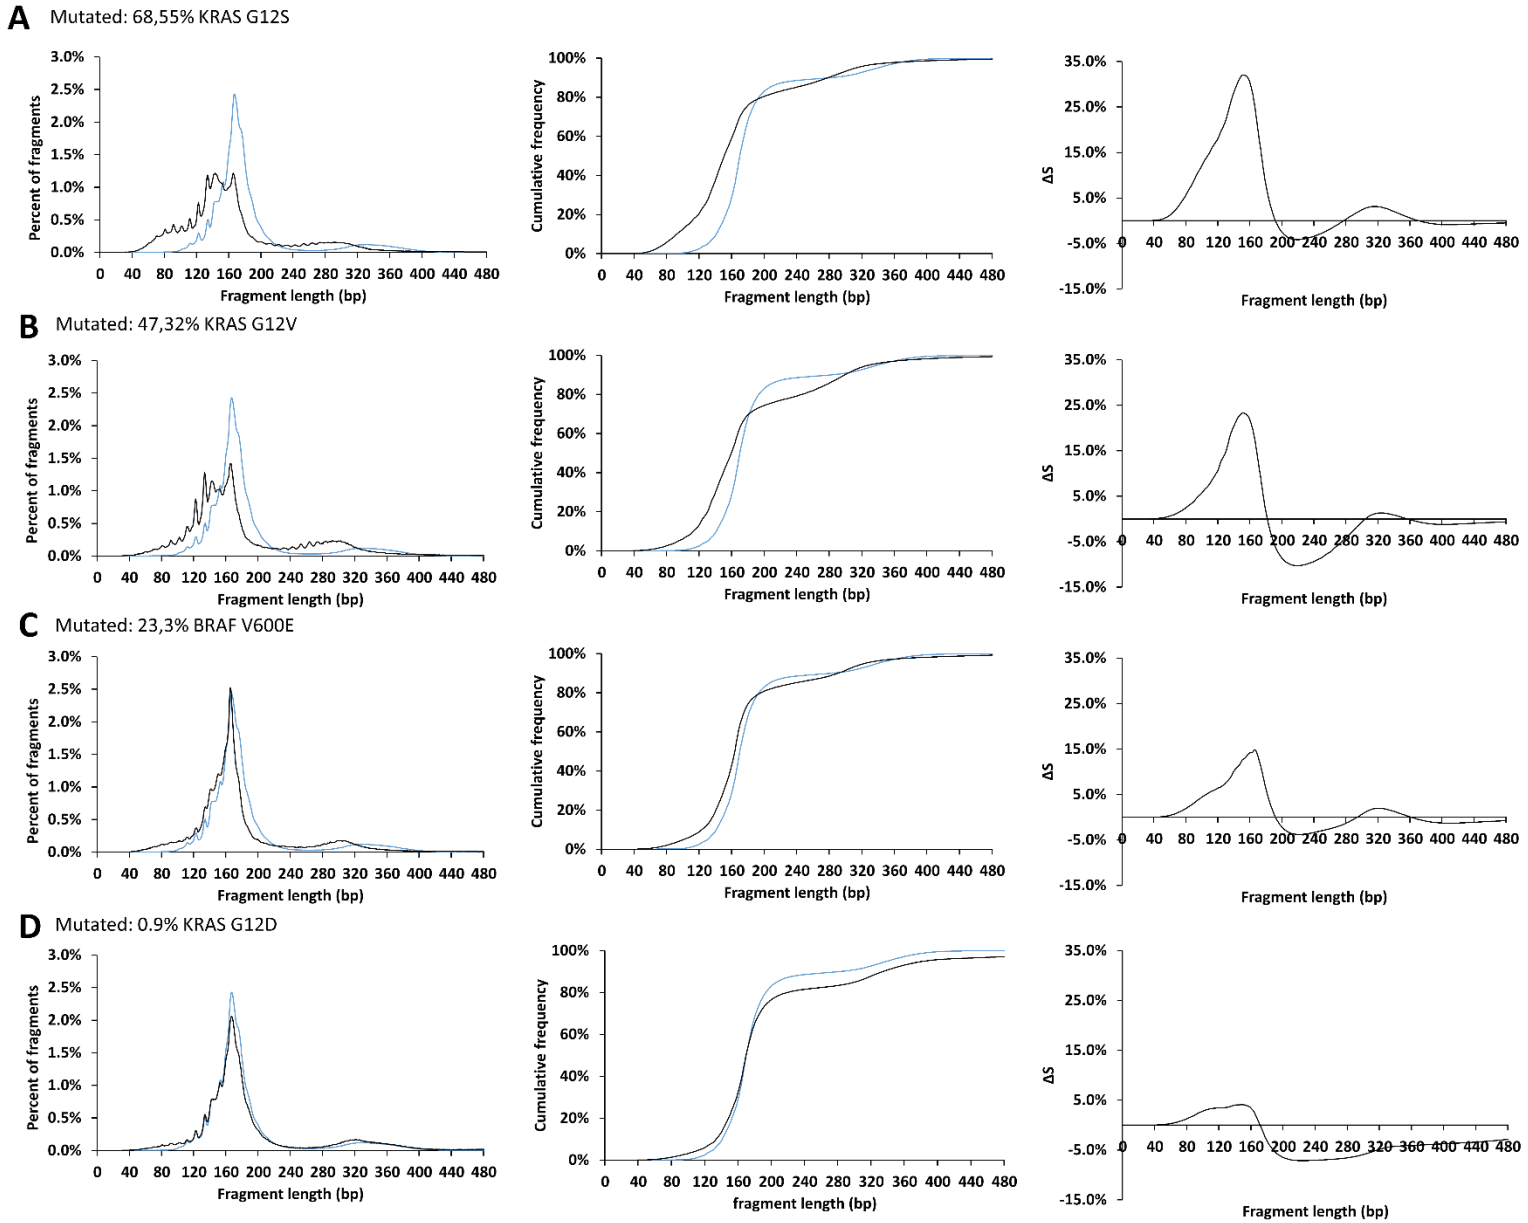 A Mutated: 68,55% KRAS G12S
3.0%
2.5%
2.0%
1.5%
1.0%
0.5%
0.0%
Percent of fragments
0 40 80 120 160 200 240 280 320 360 400 440 480
Fragment length (bp)
100%
80%
60%
40%
20%
0%
Cumulative frequency
0 40 80 120 160 200 240 280 320 360 400 440 480
Fragment length (bp)
35.0%
25.0%
15.0%
5.0%
-5.0%
-15.0%
ΔS
0 40 80 120 160 200 240 280 320 360 400 440 480
Fragment length (bp)
B Mutated: 47,32% KRAS G12V
3.0%
2.5%
2.0%
1.5%
1.0%
0.5%
0.0%
Percent of fragments
0 40 80 120 160 200 240 280 320 360 400 440 480
Fragment length (bp)
100%
80%
60%
40%
20%
0%
Cumulative frequency
0 40 80 120 160 200 240 280 320 360 400 440 480
Fragment length (bp)
35.0%
25.0%
15.0%
5.0%
-5.0%
-15.0%
ΔS
0 40 80 120 160 200 240 280 320 360 400 440 480
Fragment length (bp)
C Mutated: 23,3% BRAF V600E
3.0%
2.5%
2.0%
1.5%
1.0%
0.5%
0.0%
Percent of fragments
0 40 80 120 160 200 240 280 320 360 400 440 480
Fragment length (bp)
100%
80%
60%
40%
20%
0%
Cumulative frequency
0 40 80 120 160 200 240 280 320 360 400 440 480
Fragment length (bp)
35.0%
25.0%
15.0%
5.0%
-5.0%
-15.0%
ΔS
0 40 80 120 160 200 240 280 320 360 400 440 480
Fragment length (bp)
D Mutated: 0.9% KRAS G12D
3.0%
2.5%
2.0%
1.5%
1.0%
0.5%
0.0%
Percent of fragments
0 40 80 120 160 200 240 280 320 360 400 440 480
Fragment length (bp)
100%
80%
60%
40%
20%
0%
Cumulative frequency
0 40 80 120 160 200 240 280 320 360 400 440 480
fragment length (bp)
35.0%
25.0%
15.0%
5.0%
-5.0%
-15.0%
ΔS
0 40 80 120 160 200 240 280 320 360 400 440 480
Fragment length (bp)